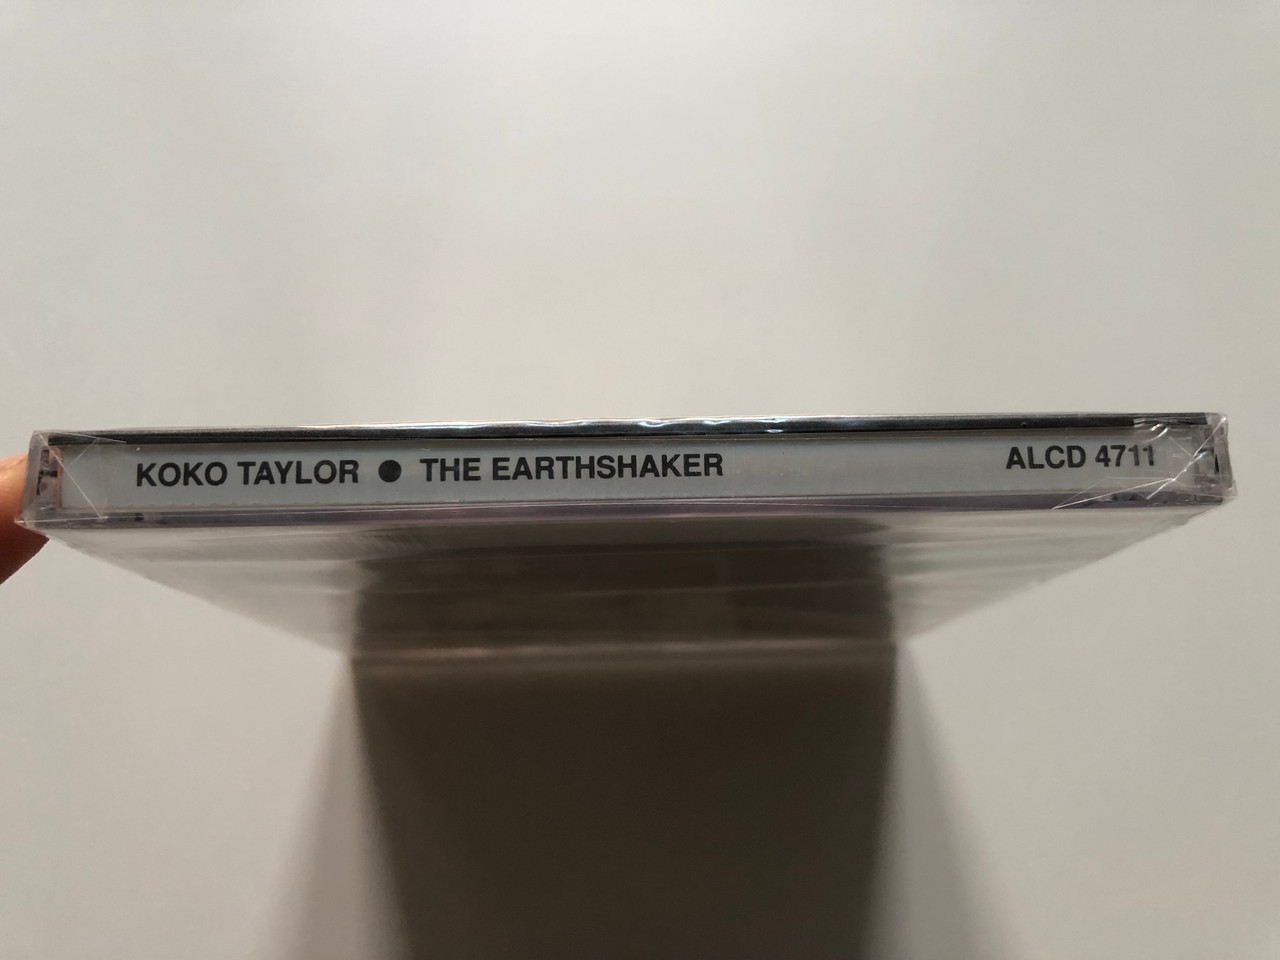 KOKO TAYLOR ● THE EARTHSHAKER ALCD 4711